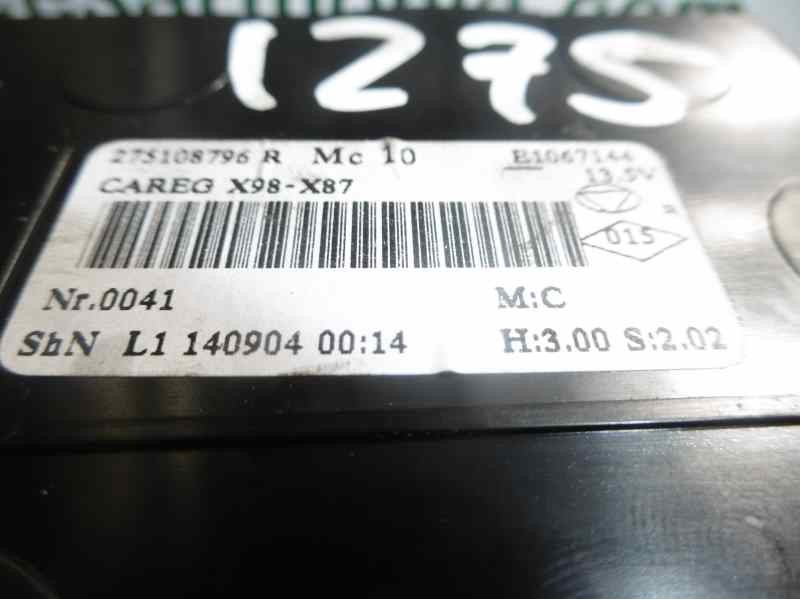 1275
275108796 R Mc 10 E1067144
CAREG X98-X87 13.5V
015
Nr.0041 M:C
ShN L1 140904 00:14 H:3.00 S:2.02